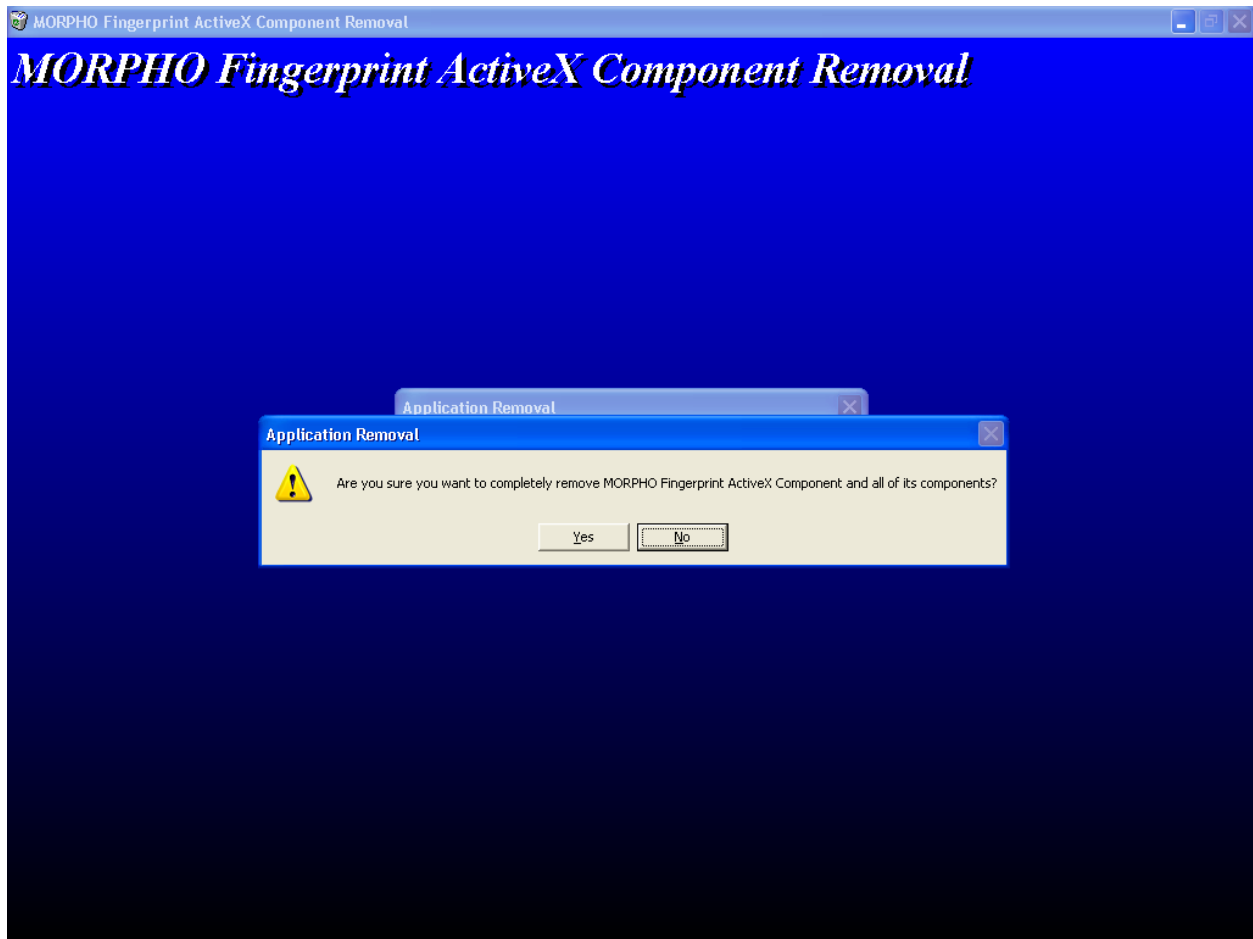 MORPHO Fingerprint ActiveX Component Removal
MORPHO Fingerprint ActiveX Component Removal
Application Removal
Application Removal
Are you sure you want to completely remove MORPHO Fingerprint ActiveX Component and all of its components?
Yes No